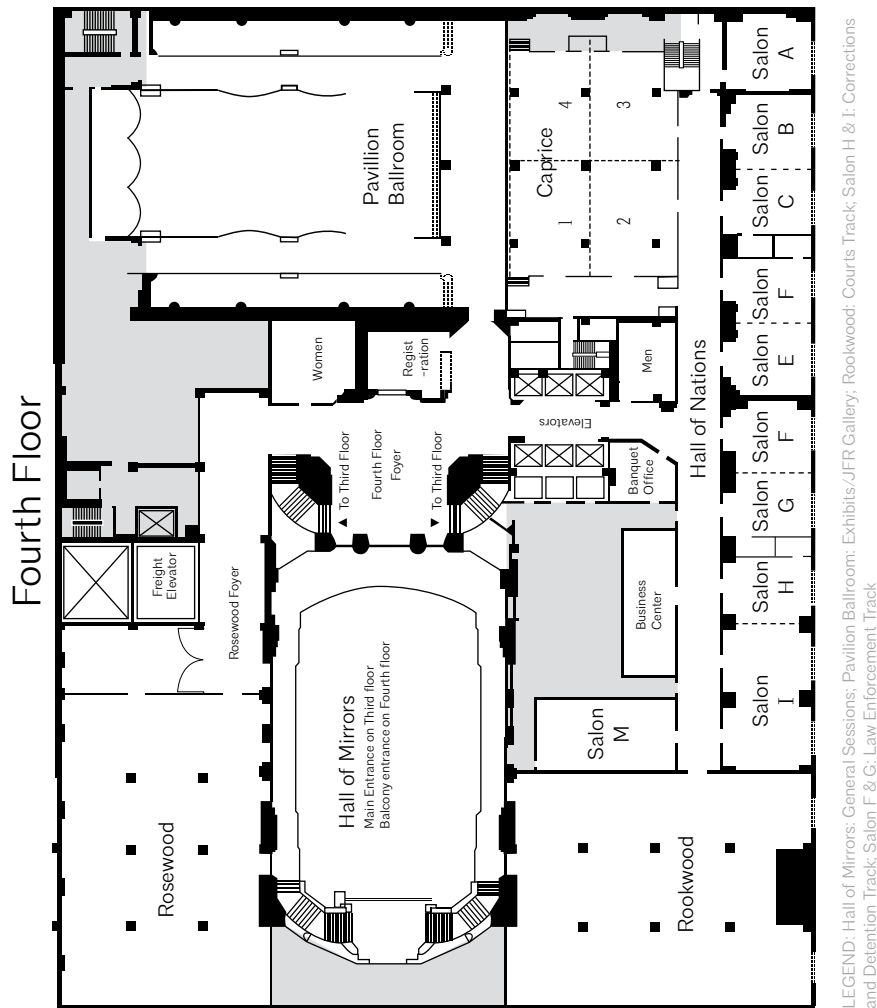 Fourth Floor
Pavillion
Ballroom
Caprice
4
3
1
2
Salon
A
Salon
B
Salon
C
Salon
F
Salon
E
Salon
F
Salon
G
Salon
H
Salon
I
Women
Regist
-ration
Men
Hall of Nations
Elevators
Banquet
Office
To Third Floor
Fourth Floor
Foyer
To Third Floor
Freight
Elevator
Rosewood Foyer
Business
Center
Hall of Mirrors
Main Entrance on Third floor
Balcony entrance on Fourth floor
Salon
M
Rosewood
Rookwood
LEGEND: Hall of Mirrors: General Sessions; Pavilion Ballroom: Exhibits/JFR Gallery; Rookwood: Courts Track; Salon H & I: Corrections
and Detention Track; Salon F & G: Law Enforcement Track